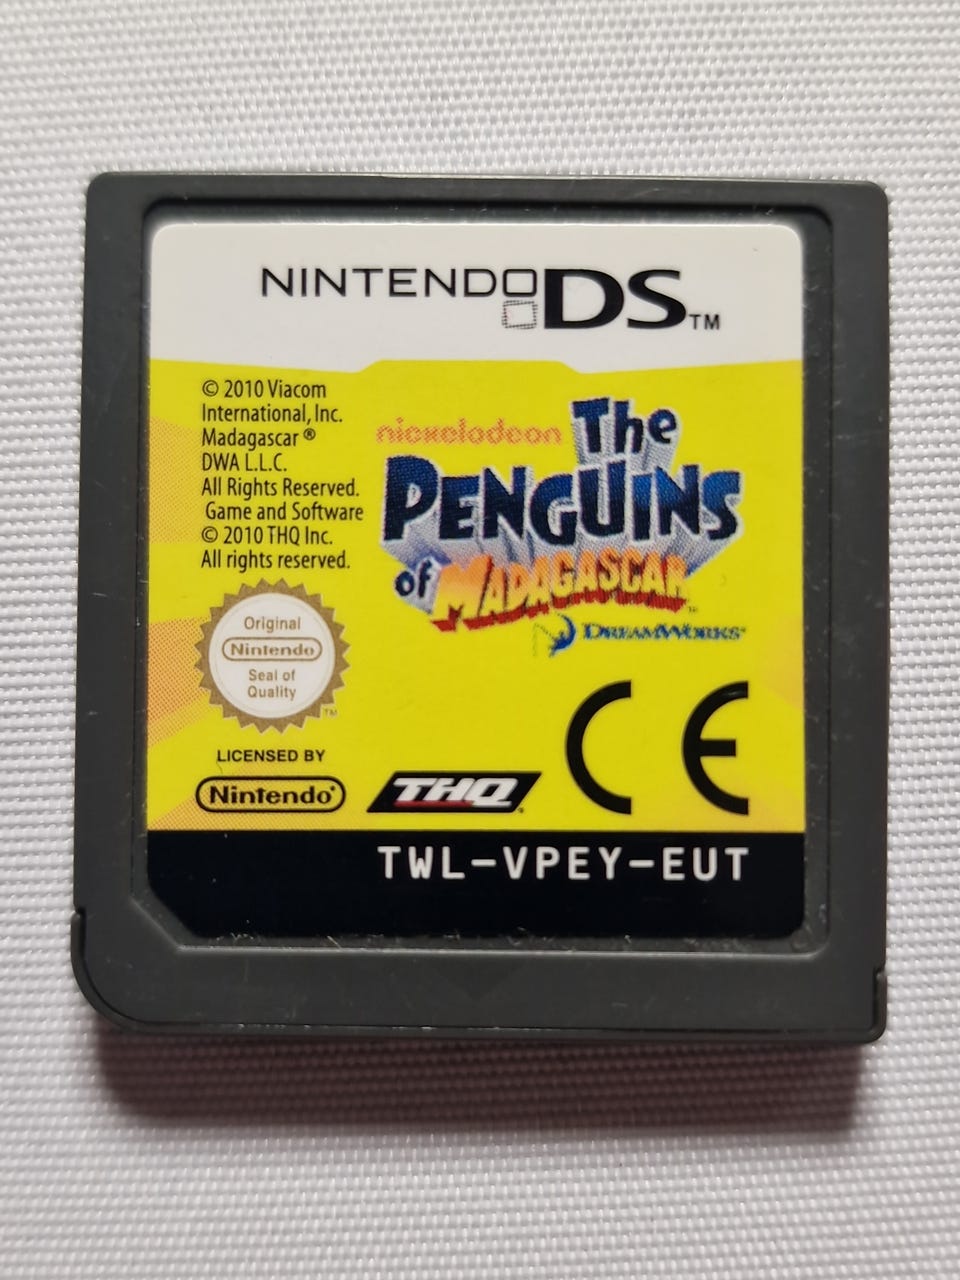 NINTENDO DS™
© 2010 Viacom
International, Inc.
Madagascar ®
DWA L.L.C.
All Rights Reserved.
Game and Software
© 2010 THQ Inc.
All rights reserved.
nickelodeon
The
PENGUINS
of MADAGASCAR™
DREAMWORKS®
Original
Nintendo
Seal of
Quality
™
LICENSED BY
Nintendo®
THQ®
CE
TWL-VPEY-EUT